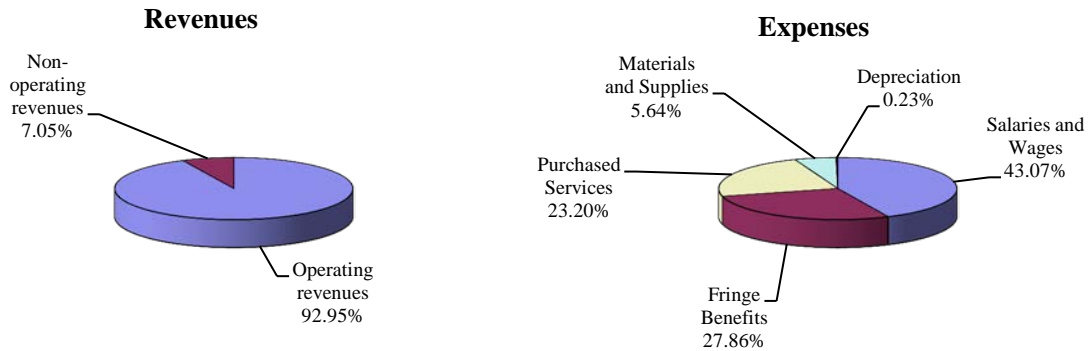 Revenues
Non-
operating
revenues
7.05%
Operating
revenues
92.95%
Expenses
Materials
and Supplies
5.64%
Depreciation
0.23%
Salaries and
Wages
43.07%
Purchased
Services
23.20%
Fringe
Benefits
27.86%